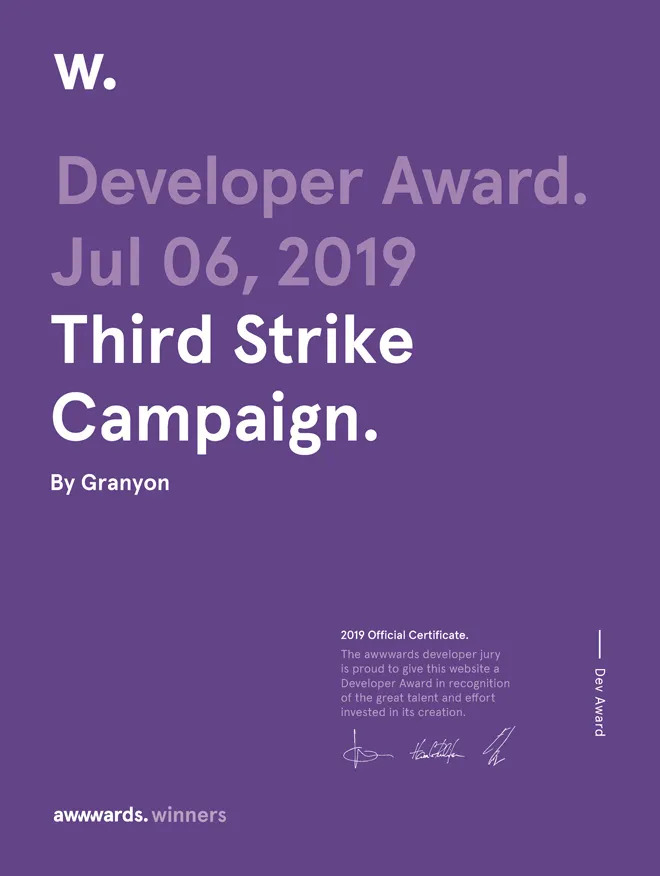 w.
Developer Award.
Jul 06, 2019
Third Strike
Campaign.
By Granyon
2019 Official Certificate.
The awwwards developer jury
is proud to give this website a
Developer Award in recognition
of the great talent and effort
invested in its creation.
Dev Award
awwwards. winners